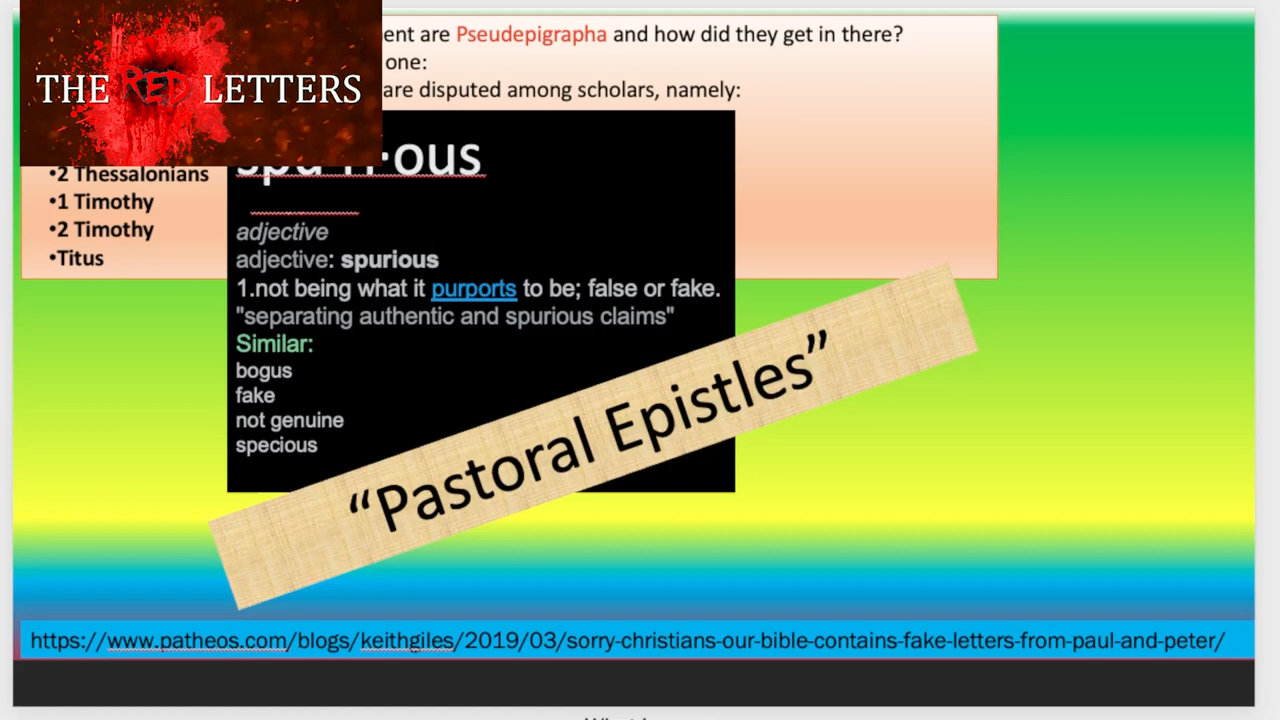 THE RED LETTERS
ent are Pseudepigrapha and how did they get in there?
one:
are disputed among scholars, namely:
•2 Thessalonians
•1 Timothy
•2 Timothy
•Titus
adjective
adjective: spurious
1.not being what it purports to be; false or fake.
"separating authentic and spurious claims"
Similar:
bogus
fake
not genuine
specious
“Pastoral Epistles”
https://www.patheos.com/blogs/keithgiles/2019/03/sorry-christians-our-bible-contains-fake-letters-from-paul-and-peter/